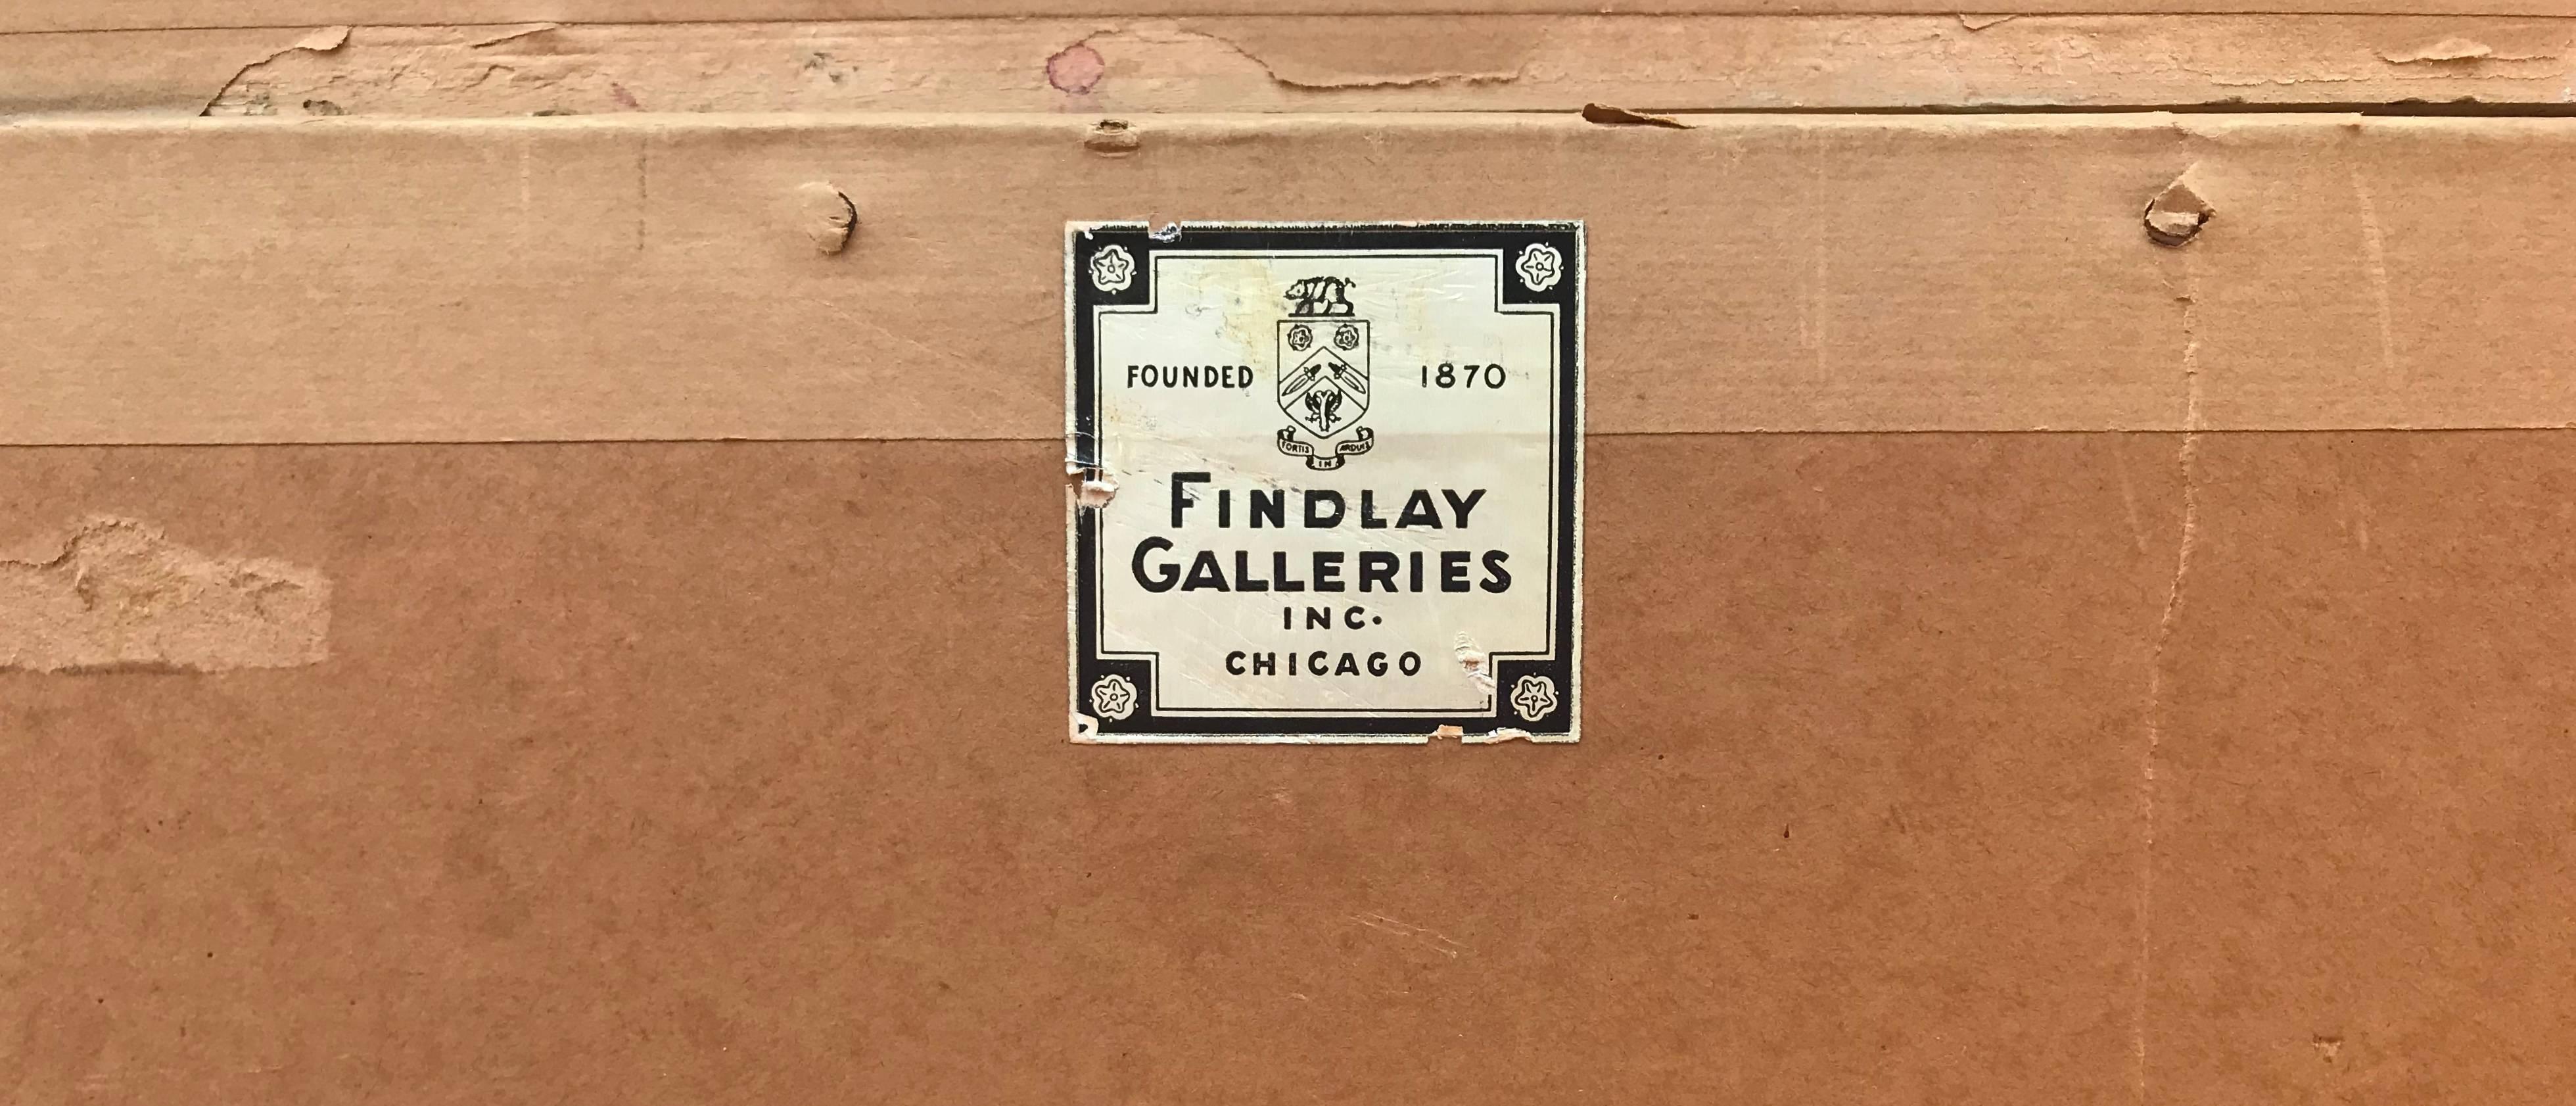 FOUNDED 1870
FORTIS IN ARDUIS
FINDLAY
GALLERIES
INC.
CHICAGO